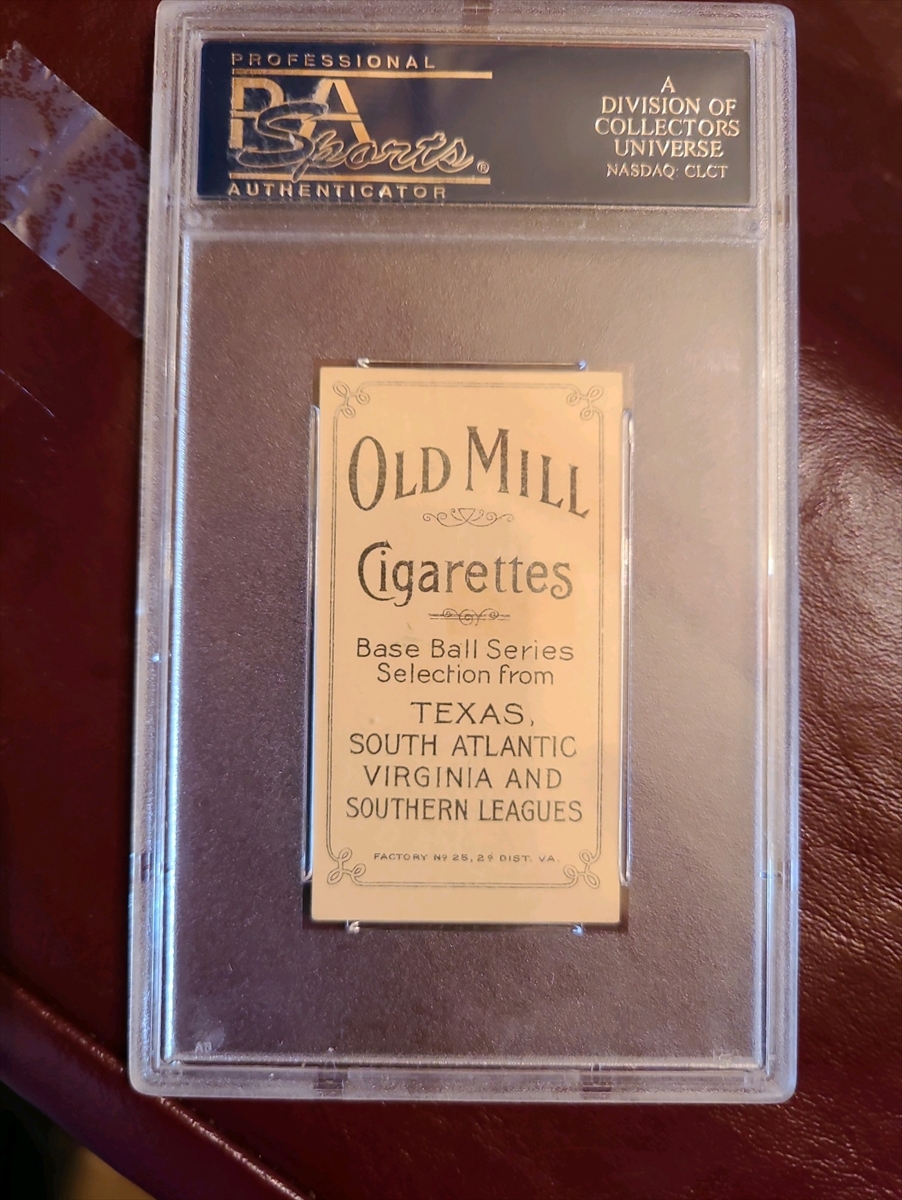 PROFESSIONAL
PSA
Sports®
AUTHENTICATOR
A
DIVISION OF
COLLECTORS
UNIVERSE
NASDAQ: CLCT
OLD MILL
Cigarettes
Base Ball Series
Selection from
TEXAS,
SOUTH ATLANTIC
VIRGINIA AND
SOUTHERN LEAGUES
FACTORY Nº 25, 2º DIST. VA.
AB